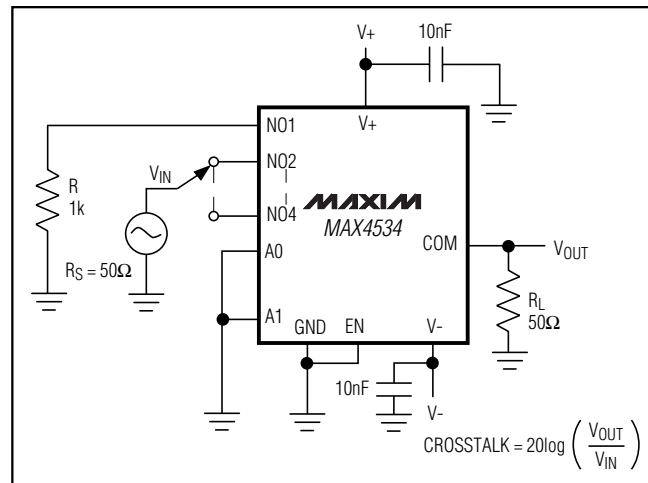 V+
10nF
NO1
V+
V_IN
NO2
R
1k
NO4
MAXIM
MAX4534
COM
V_OUT
A0
R_S = 50Ω
R_L
50Ω
A1
GND
EN
V-
10nF
V-
CROSSTALK = 20log (V_OUT / V_IN)